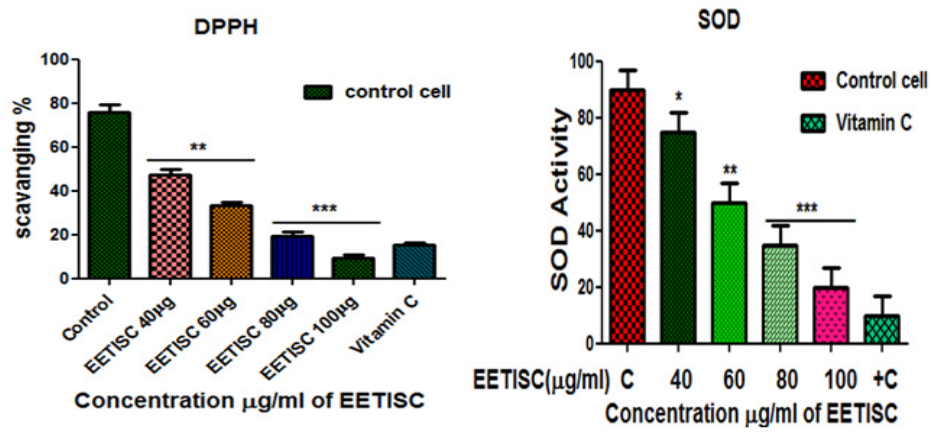 DPPH
100
80
60
40
20
0
scavanging %
control cell
**
***
Control
EETISC 40µg
EETISC 60µg
EETISC 80µg
EETISC 100µg
Vitamin C
Concentration µg/ml of EETISC
SOD
100
80
60
40
20
0
SOD Activity
Control cell
Vitamin C
*
**
***
EETISC(µg/ml) C 40 60 80 100 +C
Concentration µg/ml of EETISC